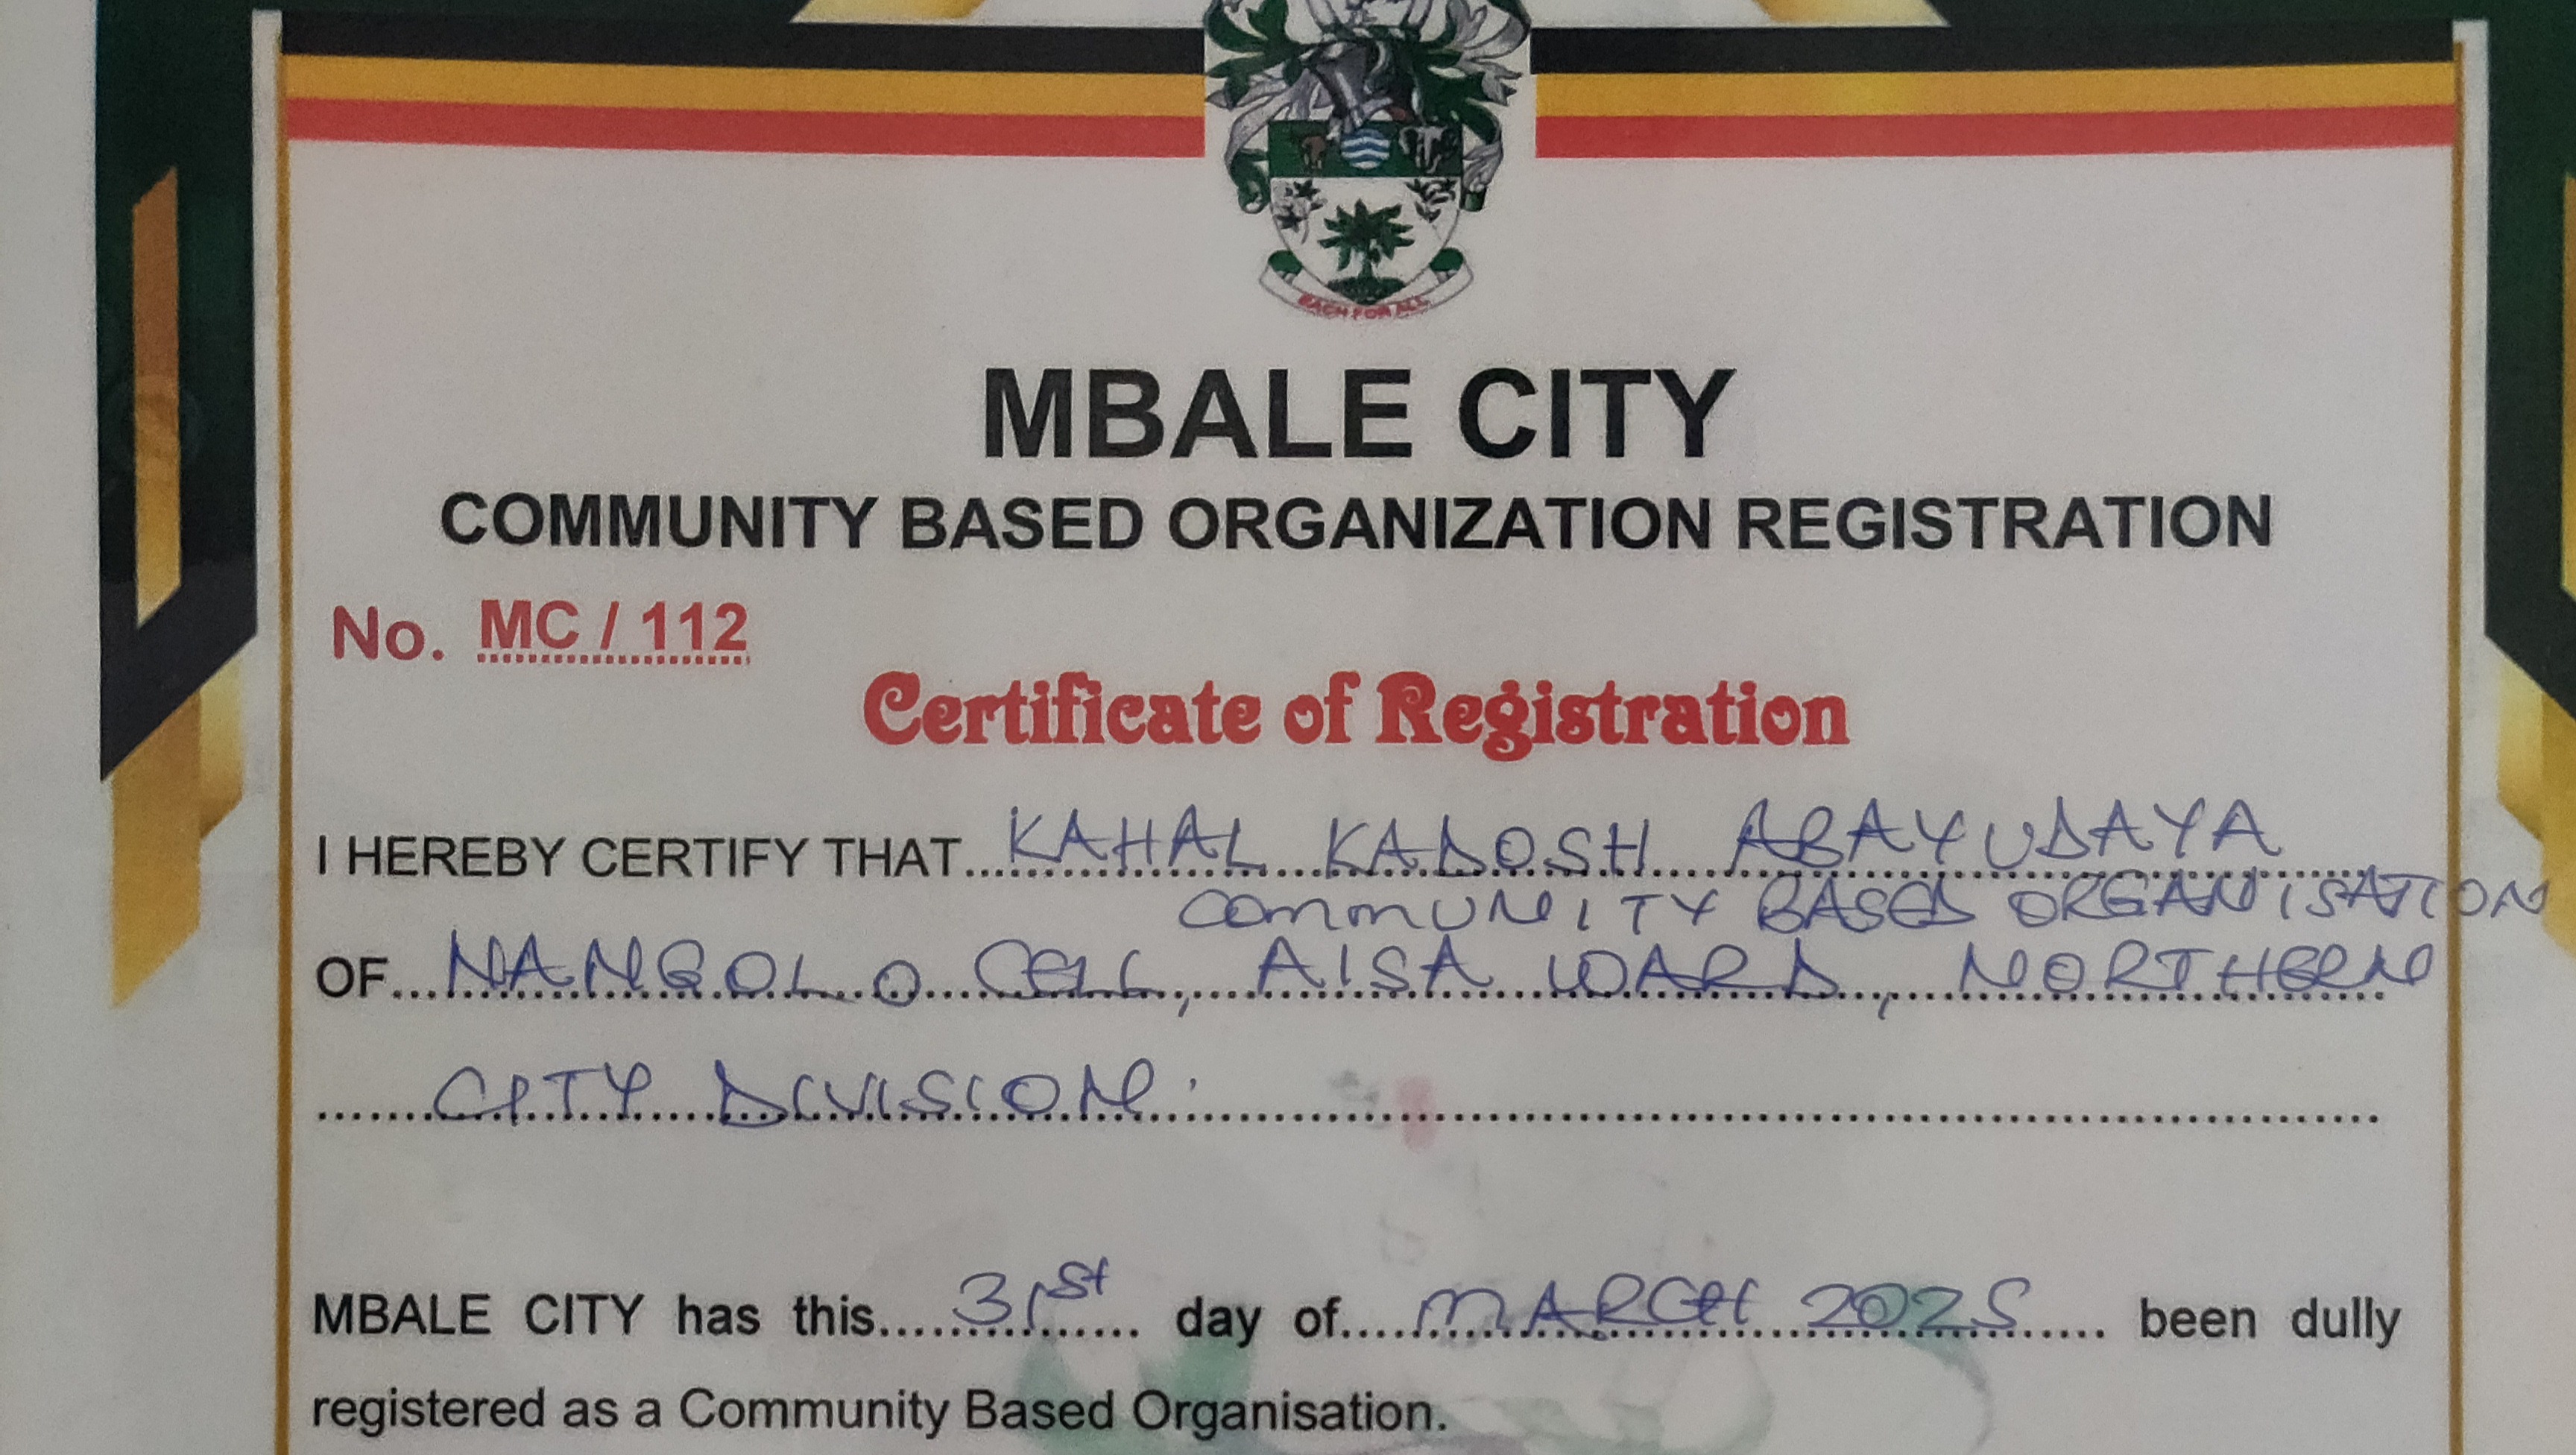 EACH FOR ALL
MBALE CITY
COMMUNITY BASED ORGANIZATION REGISTRATION
No. MC / 112
Certificate of Registration
I HEREBY CERTIFY THAT KAHAL KADOSH ABAYUDAYA
COMMUNITY BASED ORGANISATION
OF NANGOLO CELL, AISA WARD, NORTHERN
CITY DIVISION.
MBALE CITY has this 31st day of MARCH 2025 been dully
registered as a Community Based Organisation.